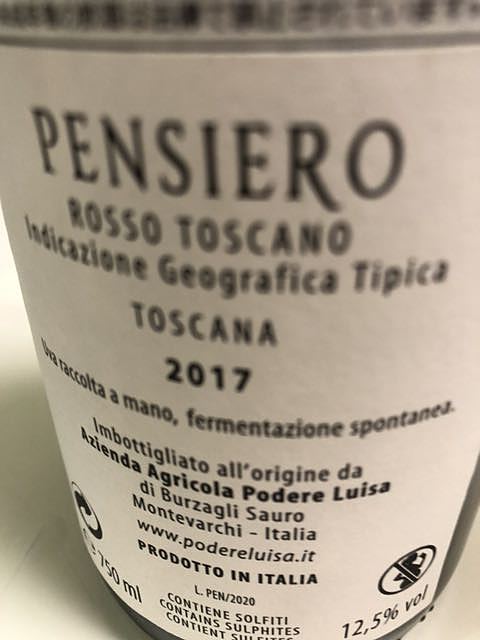 PENSIERO
ROSSO TOSCANO
Indicazione Geografica Tipica
TOSCANA
2017
Uva raccolta a mano, fermentazione spontanea.
Imbottigliato all'origine da
Azienda Agricola Podere Luisa
di Burzagli Sauro
Montevarchi - Italia
www.podereluisa.it
PRODOTTO IN ITALIA
L. PEN/2020
℮ 750 ml
CONTIENE SOLFITI
CONTAINS SULPHITES
CONTIENT SULFITES
12,5% vol